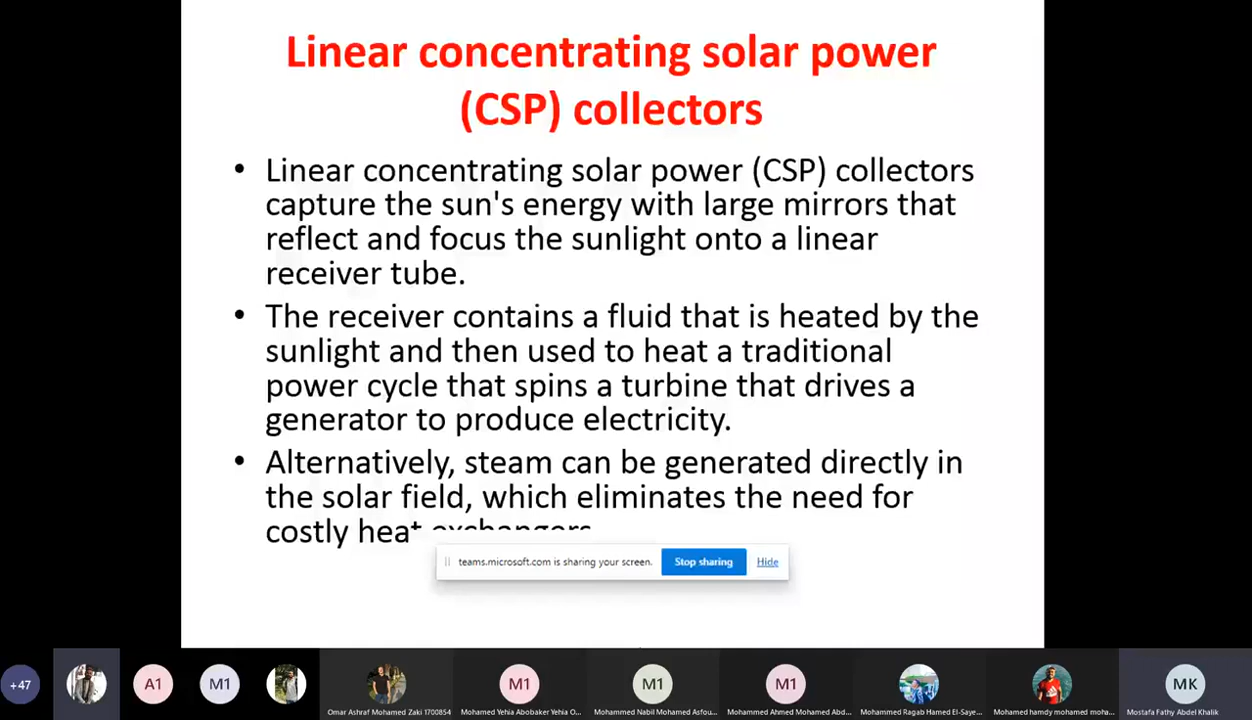 Linear concentrating solar power
(CSP) collectors
• Linear concentrating solar power (CSP) collectors
capture the sun's energy with large mirrors that
reflect and focus the sunlight onto a linear
receiver tube.
• The receiver contains a fluid that is heated by the
sunlight and then used to heat a traditional
power cycle that spins a turbine that drives a
generator to produce electricity.
• Alternatively, steam can be generated directly in
the solar field, which eliminates the need for
costly heat exchangers.
teams.microsoft.com is sharing your screen.
Stop sharing
Hide
+47
A1
M1
M1
M1
M1
MK
Omar Ashraf Mohamed Zaki 1700854
Mohamed Yehia Abobaker Yehia O...
Mohammed Nabil Mohamed Asfou...
Mohammed Ahmed Mohamed Abd...
Mohammed Ragab Hamed El-Saye...
Mohamed hamdy mohamed moha...
Mostafa Fathy Abdel Khalik